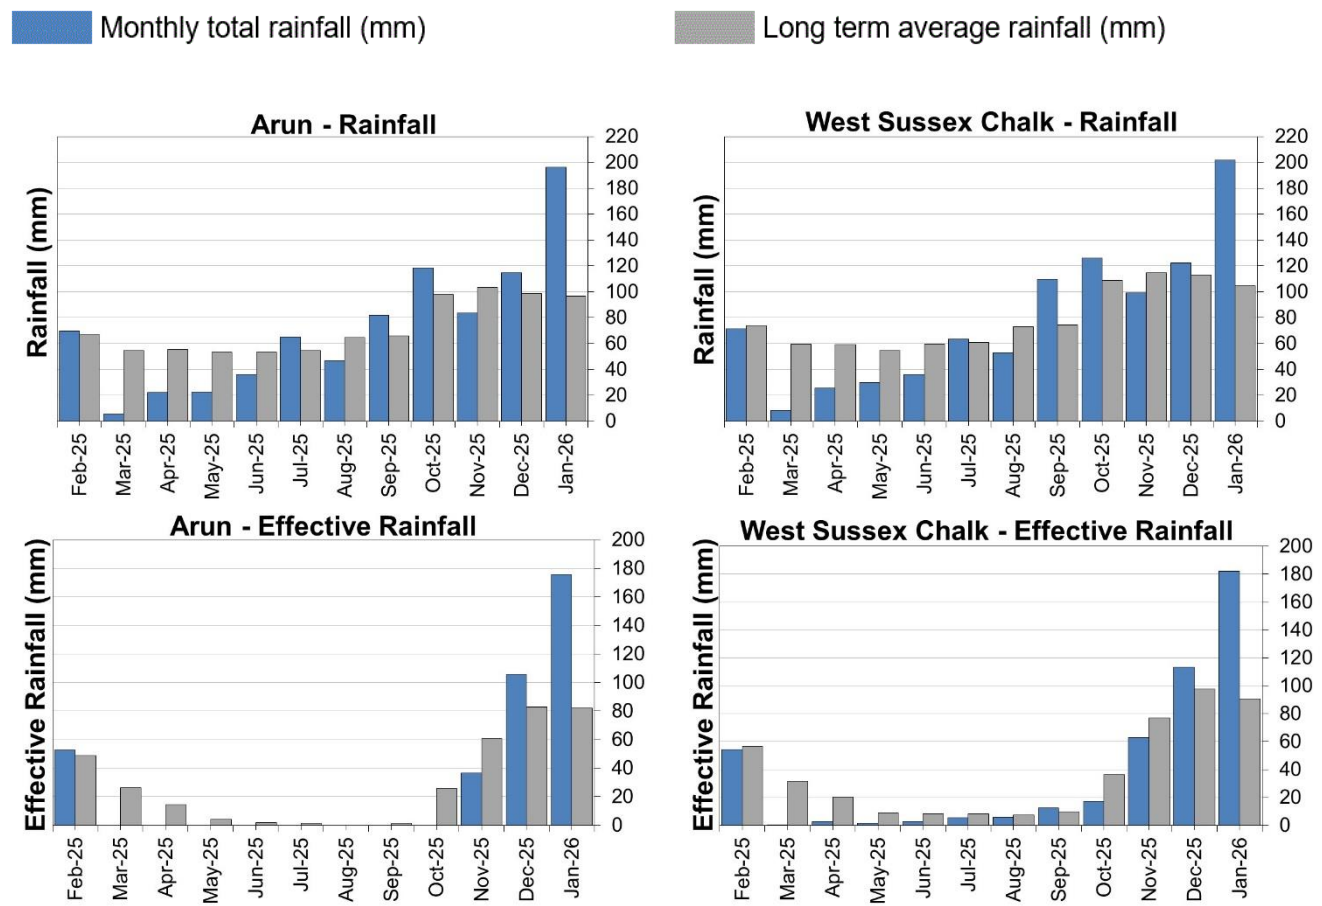 Monthly total rainfall (mm)
Long term average rainfall (mm)
Arun - Rainfall
Rainfall (mm)
220
200
180
160
140
120
100
80
60
40
20
0
Feb-25
Mar-25
Apr-25
May-25
Jun-25
Jul-25
Aug-25
Sep-25
Oct-25
Nov-25
Dec-25
Jan-26
West Sussex Chalk - Rainfall
Rainfall (mm)
220
200
180
160
140
120
100
80
60
40
20
0
Feb-25
Mar-25
Apr-25
May-25
Jun-25
Jul-25
Aug-25
Sep-25
Oct-25
Nov-25
Dec-25
Jan-26
Arun - Effective Rainfall
Effective Rainfall (mm)
200
180
160
140
120
100
80
60
40
20
0
Feb-25
Mar-25
Apr-25
May-25
Jun-25
Jul-25
Aug-25
Sep-25
Oct-25
Nov-25
Dec-25
Jan-26
West Sussex Chalk - Effective Rainfall
Effective Rainfall (mm)
200
180
160
140
120
100
80
60
40
20
0
Feb-25
Mar-25
Apr-25
May-25
Jun-25
Jul-25
Aug-25
Sep-25
Oct-25
Nov-25
Dec-25
Jan-26